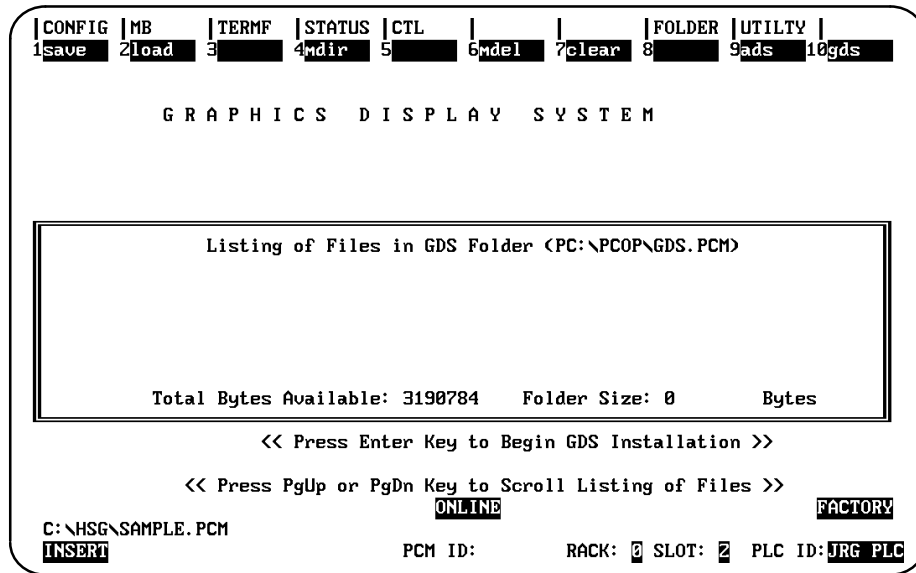 |CONFIG |MB |TERMF |STATUS |CTL | | |FOLDER |UTILTY |
1save 2load 3 4mdir 5 6mdel 7clear 8 9ads 10gds
G R A P H I C S D I S P L A Y S Y S T E M
Listing of Files in GDS Folder (PC:\PCOP\GDS.PCM)
Total Bytes Available: 3190784 Folder Size: 0 Bytes
<< Press Enter Key to Begin GDS Installation >>
<< Press PgUp or PgDn Key to Scroll Listing of Files >>
ONLINE FACTORY
C:\HSG\SAMPLE.PCM
INSERT PCM ID: RACK: 0 SLOT: 2 PLC ID: JRG PLC